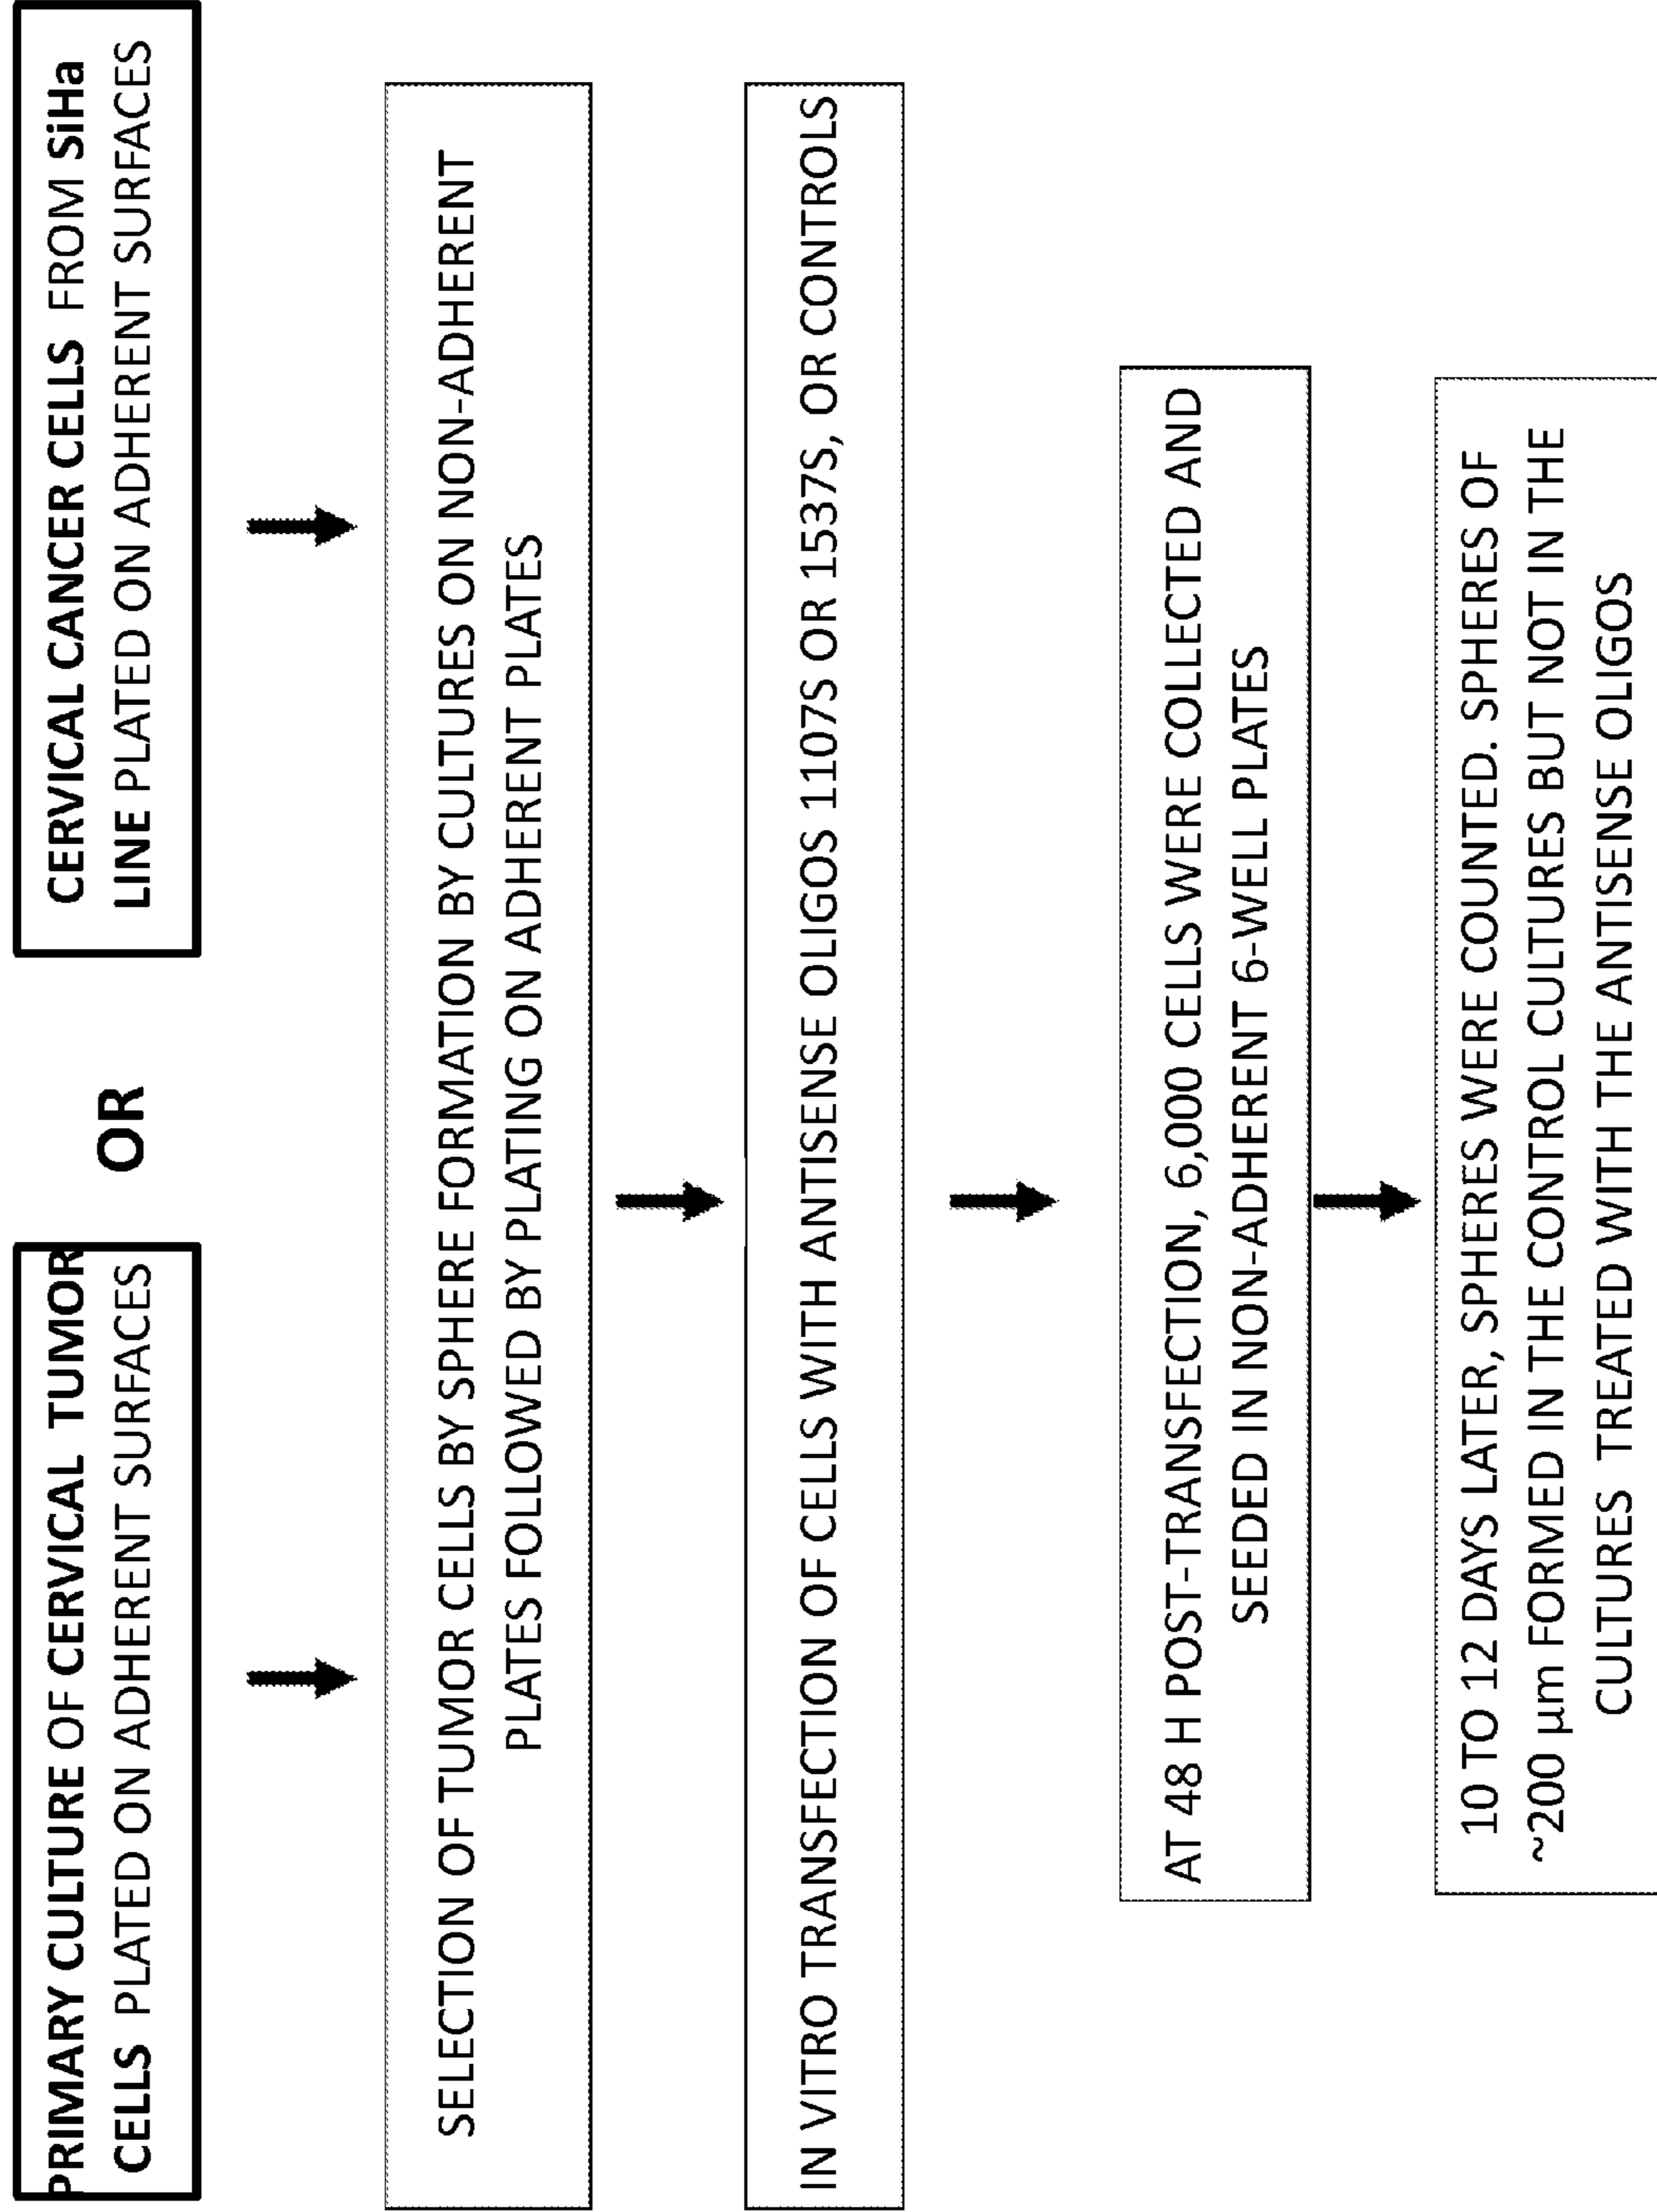 PRIMARY CULTURE OF CERVICAL TUMOR
CELLS PLATED ON ADHERENT SURFACES
OR
CERVICAL CANCER CELLS FROM SiHa
LINE PLATED ON ADHERENT SURFACES
SELECTION OF TUMOR CELLS BY SPHERE FORMATION BY CULTURES ON NON-ADHERENT
PLATES FOLLOWED BY PLATING ON ADHERENT PLATES
IN VITRO TRANSFECTION OF CELLS WITH ANTISENSE OLIGOS 1107S OR 1537S, OR CONTROLS
AT 48 H POST-TRANSFECTION, 6,000 CELLS WERE COLLECTED AND
SEEDED IN NON-ADHERENT 6-WELL PLATES
10 TO 12 DAYS LATER, SPHERES WERE COUNTED. SPHERES OF
~200 µm FORMED IN THE CONTROL CULTURES BUT NOT IN THE
CULTURES TREATED WITH THE ANTISENSE OLIGOS